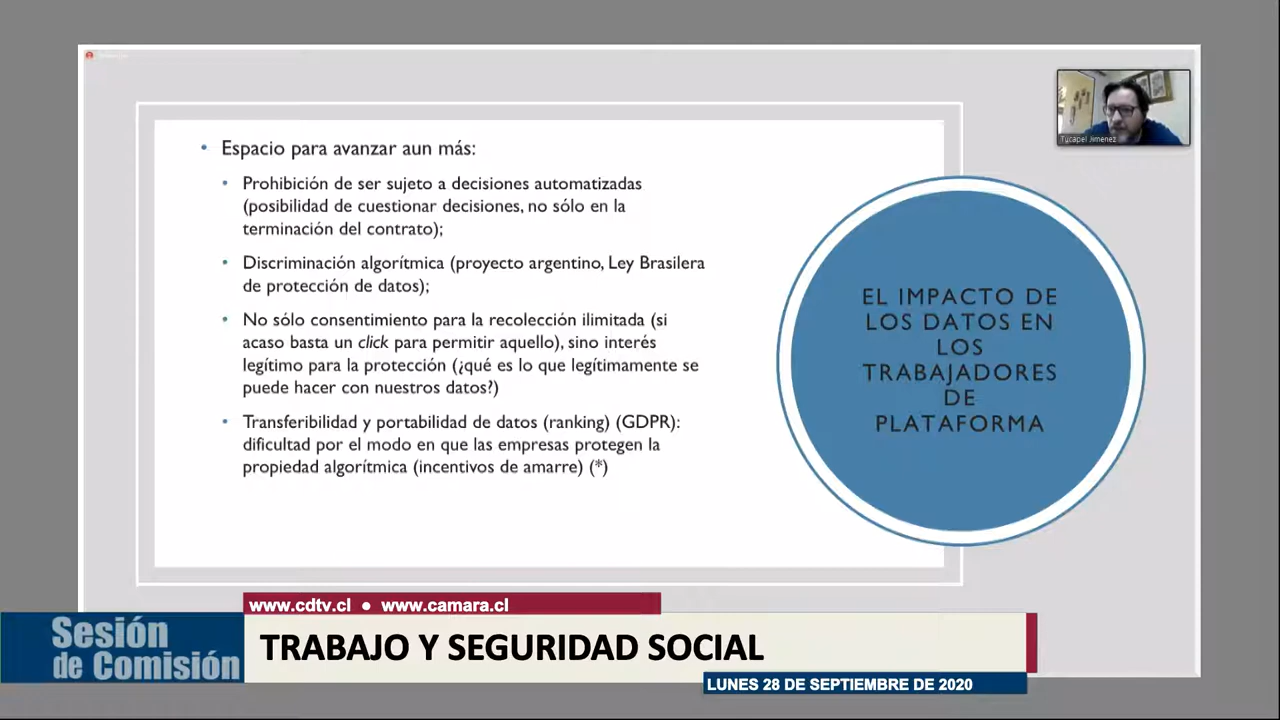 • Espacio para avanzar aun más:
• Prohibición de ser sujeto a decisiones automatizadas
(posibilidad de cuestionar decisiones, no sólo en la
terminación del contrato);
• Discriminación algorítmica (proyecto argentino, Ley Brasilera
de protección de datos);
• No sólo consentimiento para la recolección ilimitada (si
acaso basta un click para permitir aquello), sino interés
legítimo para la protección (¿qué es lo que legítimamente se
puede hacer con nuestros datos?)
• Transferibilidad y portabilidad de datos (ranking) (GDPR):
dificultad por el modo en que las empresas protegen la
propiedad algorítmica (incentivos de amarre) (*)
Tucapel Jimenez
EL IMPACTO DE
LOS DATOS EN
LOS
TRABAJADORES
DE
PLATAFORMA
www.cdtv.cl ● www.camara.cl
Sesión
de Comisión
TRABAJO Y SEGURIDAD SOCIAL
LUNES 28 DE SEPTIEMBRE DE 2020